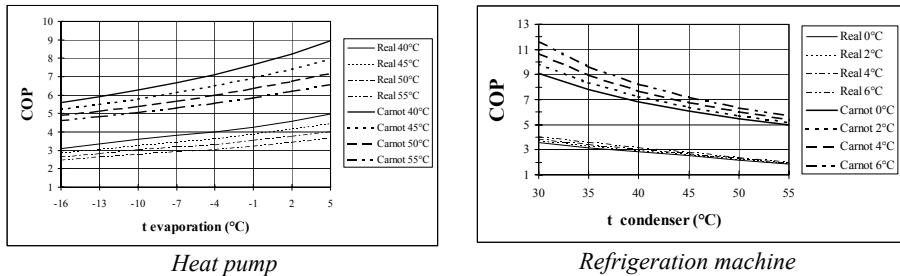 COP
10
9
8
7
6
5
4
3
2
1
-16 -13 -10 -7 -4 -1 2 5
t evaporation (°C)
Real 40°C
Real 45°C
Real 50°C
Real 55°C
Carnot 40°C
Carnot 45°C
Carnot 50°C
Carnot 55°C
Heat pump
COP
13
11
9
7
5
3
1
30 35 40 45 50 55
t condenser (°C)
Real 0°C
Real 2°C
Real 4°C
Real 6°C
Carnot 0°C
Carnot 2°C
Carnot 4°C
Carnot 6°C
Refrigeration machine